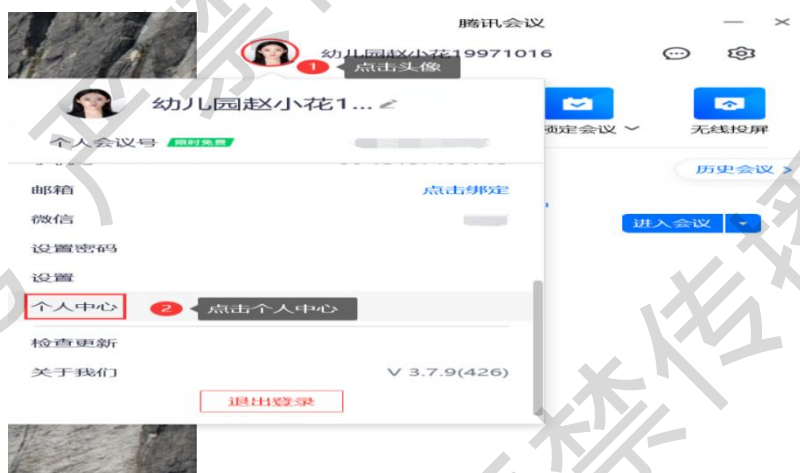 腾讯会议
幼儿园赵小花19971016
1 点击头像
幼儿园赵小花1...
预定会议
无线投屏
个人会议号 限时免费
历史会议 >
邮箱 点击绑定
微信
进入会议
设置密码
设置
个人中心 2 点击个人中心
检查更新
关于我们 V 3.7.9(426)
退出登录
严禁传播